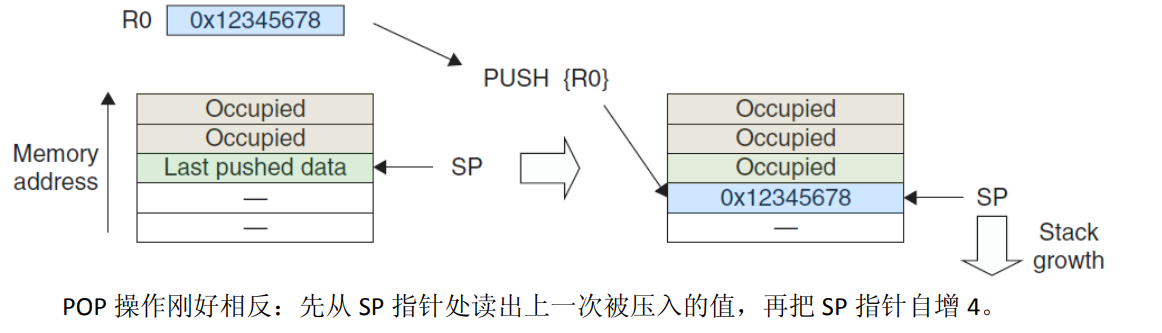 R0 0x12345678
PUSH {R0}
Memory address
Occupied
Occupied
Last pushed data
—
—
SP
Occupied
Occupied
Occupied
0x12345678
—
SP
Stack growth
POP 操作刚好相反：先从 SP 指针处读出上一次被压入的值，再把 SP 指针自增 4。